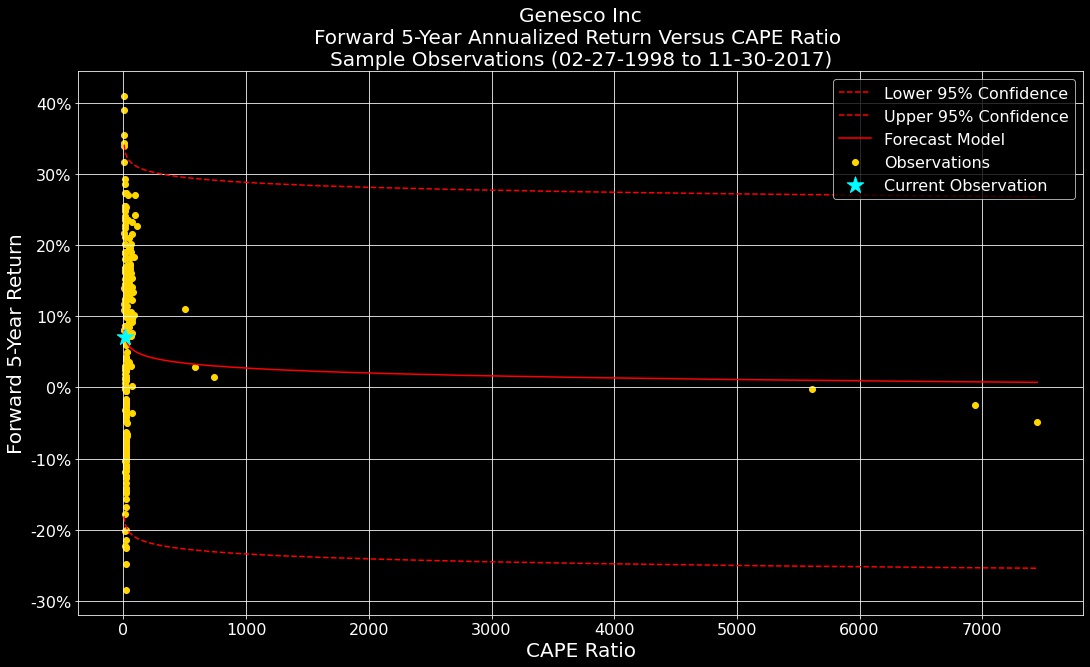 Genesco Inc
Forward 5-Year Annualized Return Versus CAPE Ratio
Sample Observations (02-27-1998 to 11-30-2017)
Lower 95% Confidence
Upper 95% Confidence
Forecast Model
Observations
Current Observation
Forward 5-Year Return
40%
30%
20%
10%
0%
-10%
-20%
-30%
0 1000 2000 3000 4000 5000 6000 7000
CAPE Ratio